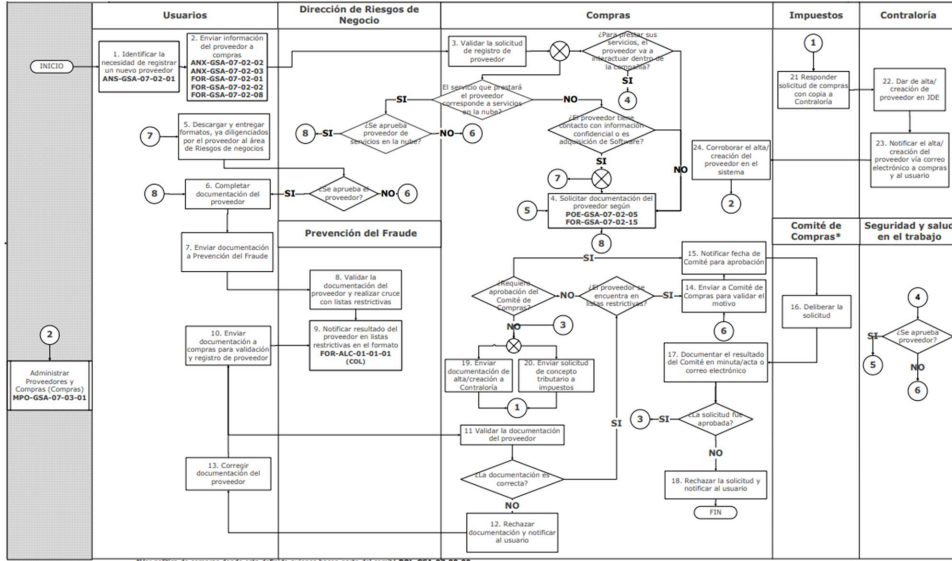 Usuarios
Dirección de Riesgos de
Negocio
Compras
Impuestos
Contraloría
INICIO
1. Identificar la
necesidad de registrar
un nuevo proveedor
ANS-GSA-07-02-01
2. Enviar información
del proveedor a
compras
ANX-GSA-07-02-02
ANX-GSA-07-02-03
FOR-GSA-07-02-01
FOR-GSA-07-02-02
FOR-GSA-07-02-08
3. Validar la solicitud
de registro de
proveedor
¿Para prestar sus
servicios, el
proveedor va a
interactuar dentro de
la compañía?
SI
4
NO
El servicio que prestará
el proveedor
corresponde a servicios
en la nube?
SI
NO
¿Se aprueba
proveedor de
servicios en la nube?
SI
8
NO
6
¿El proveedor tiene
contacto con información
confidencial o es
adquisición de Software?
SI
NO
7
4. Solicitar documentación del
proveedor según
POE-GSA-07-02-05
FOR-GSA-07-02-15
5
8
7
5. Descargar y entregar
formatos, ya diligenciados
por el proveedor al área
de Riesgos de negocios
¿Se aprueba el
proveedor?
SI
NO
6
8
6. Completar
documentación del
proveedor
1
21 Responder
solicitud de compras
con copia a
Contraloría
22. Dar de alta/
creación de
proveedor en JDE
23. Notificar el alta/
creación del
proveedor vía correo
electrónico a compras
y al usuario
24. Corroborar el alta/
creación del
proveedor en el
sistema
2
7. Enviar documentación
a Prevención del Fraude
Prevención del Fraude
8. Validar la
documentación del
proveedor y realizar cruce
con listas restrictivas
9. Notificar resultado del
proveedor en listas
restrictivas en el formato
FOR-ALC-01-01-01
(COL)
10. Enviar
documentación a
compras para validación
y registro de proveedor
2
Administrar
Proveedores y
Compras (Compras)
MPO-GSA-07-03-01
¿Requiere
aprobación del
Comité de
Compras?
SI
NO
NO
3
¿El proveedor se
encuentra en
listas restrictivas?
SI
15. Notificar fecha de
Comité para aprobación
14. Enviar a Comité de
Compras para validar el
motivo
6
Comité de
Compras*
16. Deliberar la
solicitud
Seguridad y salud
en el trabajo
4
¿Se aprueba
proveedor?
SI
5
NO
6
19. Enviar
documentación de
alta/creación a
Contraloría
20. Enviar solicitud
de concepto
tributario a
impuestos
1
17. Documentar el resultado
del Comité en minuta/acta o
correo electrónico
11 Validar la documentación
del proveedor
SI
3
SI
¿La solicitud fue
aprobada?
NO
13. Corregir
documentación del
proveedor
¿La documentación es
correcta?
NO
18. Rechazar la solicitud y
notificar al usuario
FIN
12. Rechazar
documentación y notificar
al usuario